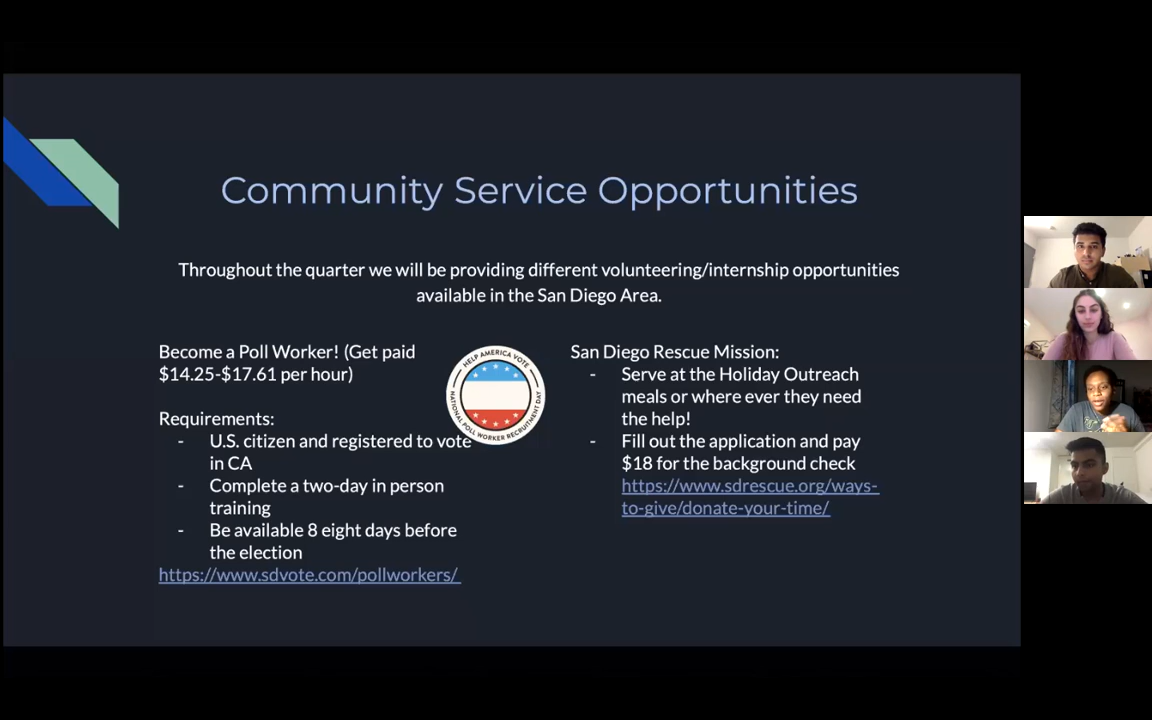 Community Service Opportunities
Throughout the quarter we will be providing different volunteering/internship opportunities
available in the San Diego Area.
Become a Poll Worker! (Get paid
$14.25-$17.61 per hour)
Requirements:
- U.S. citizen and registered to vote
in CA
- Complete a two-day in person
training
- Be available 8 eight days before
the election
https://www.sdvote.com/pollworkers/
HELP AMERICA VOTE
NATIONAL POLL WORKER RECRUITMENT DAY
San Diego Rescue Mission:
- Serve at the Holiday Outreach
meals or where ever they need
the help!
- Fill out the application and pay
$18 for the background check
https://www.sdrescue.org/ways-
to-give/donate-your-time/